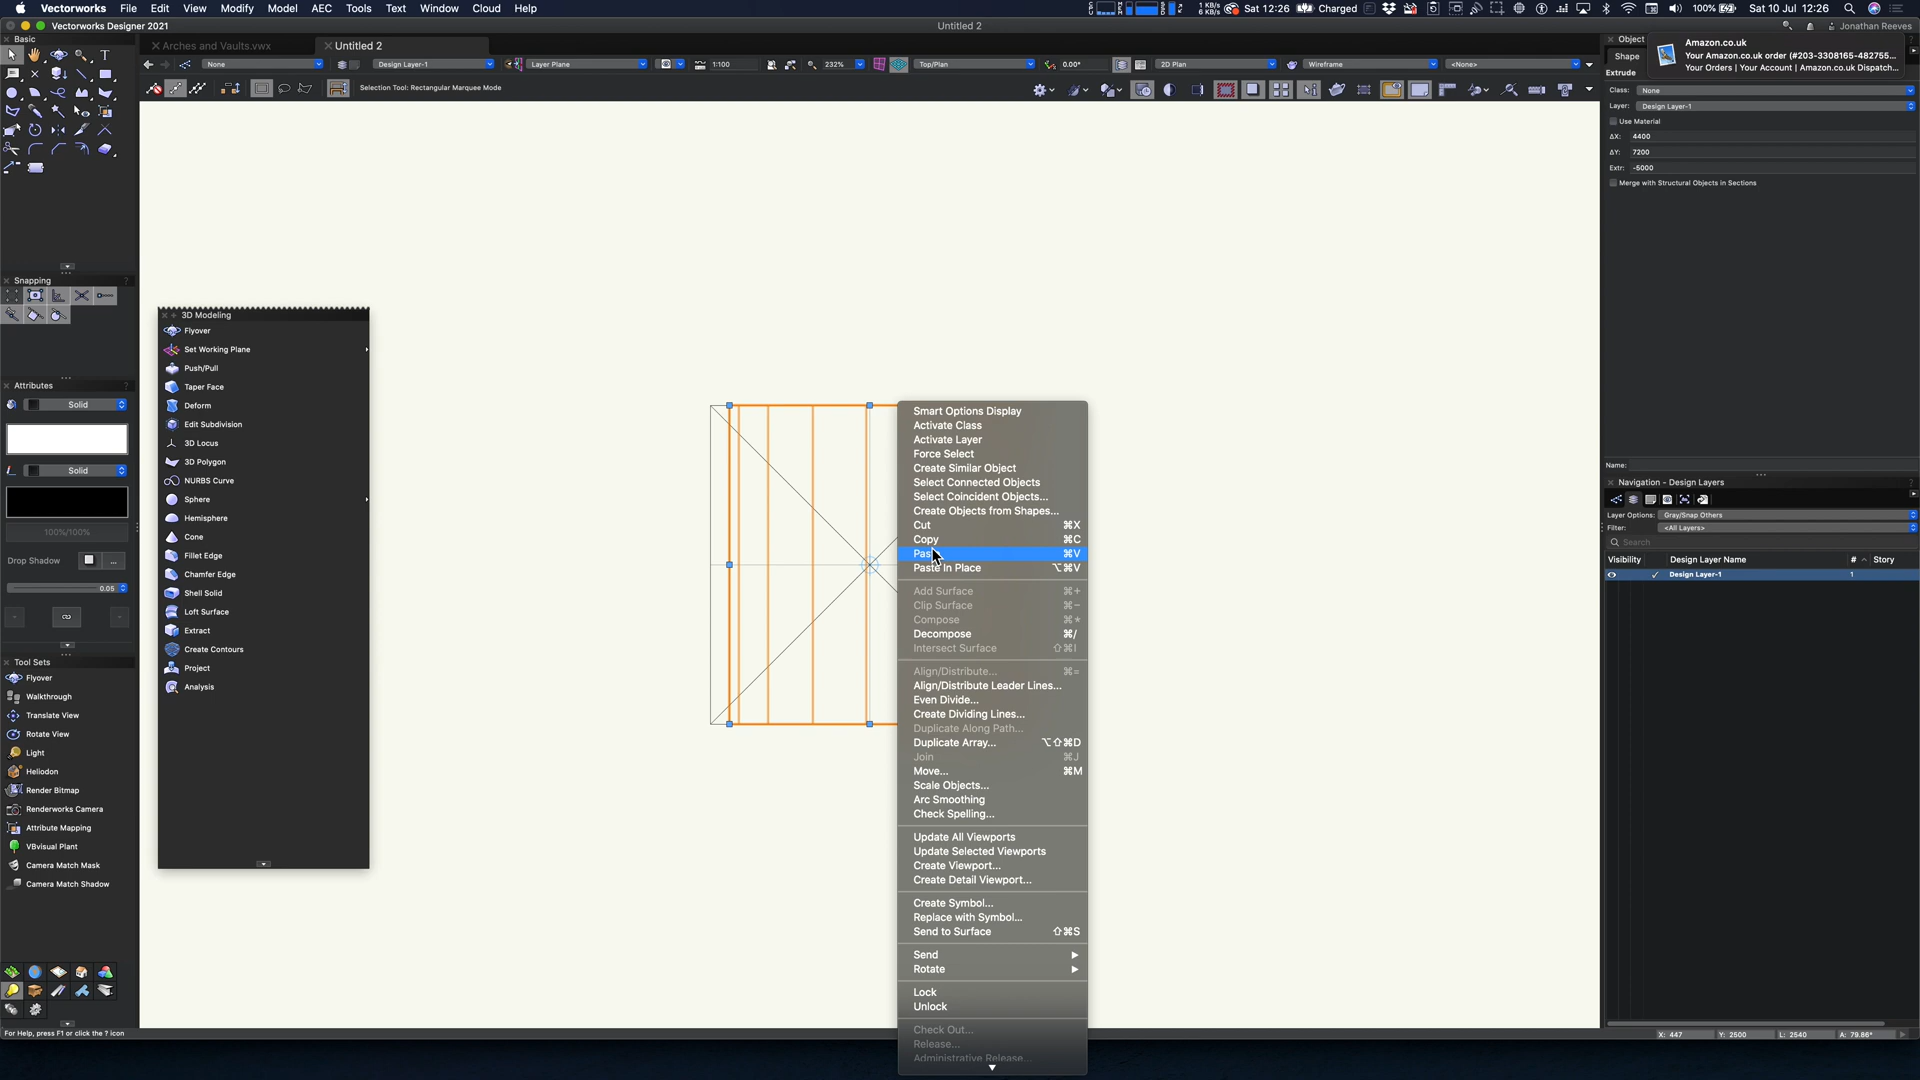 Vectorworks File Edit View Modify Model AEC Tools Text Window Cloud Help
1 KB/s
6 KB/s
Sat 12:26
Charged
100%
Sat 10 Jul 12:26
Vectorworks Designer 2021
Untitled 2
Jonathan Reeves
Basic
Arches and Vaults.vwx
Untitled 2
None
Design Layer-1
Layer Plane
1:100
232%
Top/Plan
0.00°
2D Plan
Wireframe
<None>
Selection Tool: Rectangular Marquee Mode
Snapping
Attributes
Solid
Solid
100%/100%
Drop Shadow
...
0.05
Tool Sets
Flyover
Walkthrough
Translate View
Rotate View
Light
Heliodon
Render Bitmap
Renderworks Camera
Attribute Mapping
VBvisual Plant
Camera Match Mask
Camera Match Shadow
For Help, press F1 or click the ? icon
3D Modeling
Flyover
Set Working Plane
Push/Pull
Taper Face
Deform
Edit Subdivision
3D Locus
3D Polygon
NURBS Curve
Sphere
Hemisphere
Cone
Fillet Edge
Chamfer Edge
Shell Solid
Loft Surface
Extract
Create Contours
Project
Analysis
Smart Options Display
Activate Class
Activate Layer
Force Select
Create Similar Object
Select Connected Objects
Select Coincident Objects...
Create Objects from Shapes...
Cut ⌘X
Copy ⌘C
⌘V
Paste In Place ⌥⌘V
Add Surface ⌘+
Clip Surface ⌘-
Compose ⌘*
Decompose ⌘/
Intersect Surface ⇧⌘I
Align/Distribute... ⌘=
Align/Distribute Leader Lines...
Even Divide...
Create Dividing Lines...
Duplicate Along Path...
Duplicate Array... ⌥⇧⌘D
Join ⌘J
Move... ⌘M
Scale Objects...
Arc Smoothing
Check Spelling...
Update All Viewports
Update Selected Viewports
Create Viewport...
Create Detail Viewport...
Create Symbol...
Replace with Symbol...
Send to Surface ⇧⌘S
Send
Rotate
Lock
Unlock
Check Out...
Release...
Administrative Release...
Object
Shape
Extrude
Amazon.co.uk
Your Amazon.co.uk order (#203-3308165-482755...
Your Orders | Your Account | Amazon.co.uk Dispatch...
Class: None
Layer: Design Layer-1
Use Material
ΔX: 4400
ΔY: 7200
Extr: -5000
Merge with Structural Objects in Sections
Name:
Navigation - Design Layers
Layer Options: Gray/Snap Others
Filter: <All Layers>
Search
Visibility Design Layer Name # Story
Design Layer-1 1
X: 447 Y: 2500 L: 2540 A: 79.86°